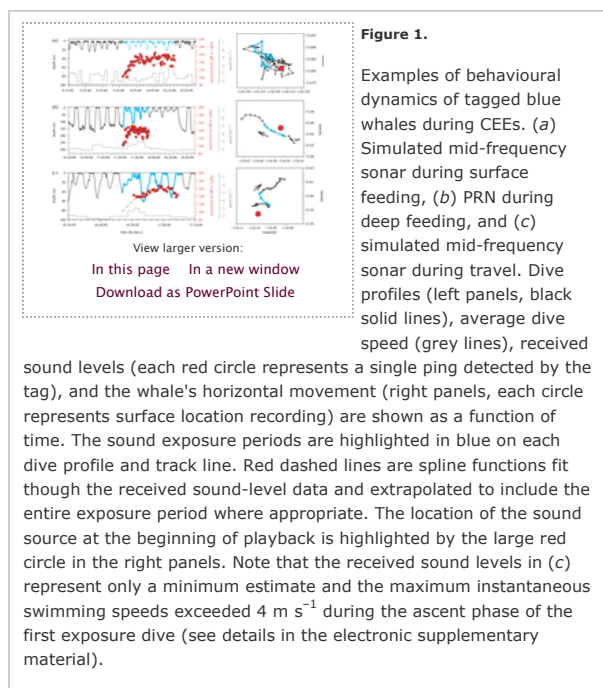 Figure 1.
Examples of behavioural
dynamics of tagged blue
whales during CEEs. (a)
Simulated mid-frequency
sonar during surface
feeding, (b) PRN during
deep feeding, and (c)
simulated mid-frequency
sonar during travel. Dive
profiles (left panels, black
solid lines), average dive
speed (grey lines), received
sound levels (each red circle represents a single ping detected by the
tag), and the whale's horizontal movement (right panels, each circle
represents surface location recording) are shown as a function of
time. The sound exposure periods are highlighted in blue on each
dive profile and track line. Red dashed lines are spline functions fit
though the received sound-level data and extrapolated to include the
entire exposure period where appropriate. The location of the sound
source at the beginning of playback is highlighted by the large red
circle in the right panels. Note that the received sound levels in (c)
represent only a minimum estimate and the maximum instantaneous
swimming speeds exceeded 4 m s⁻¹ during the ascent phase of the
first exposure dive (see details in the electronic supplementary
material).
View larger version:
In this page In a new window
Download as PowerPoint Slide